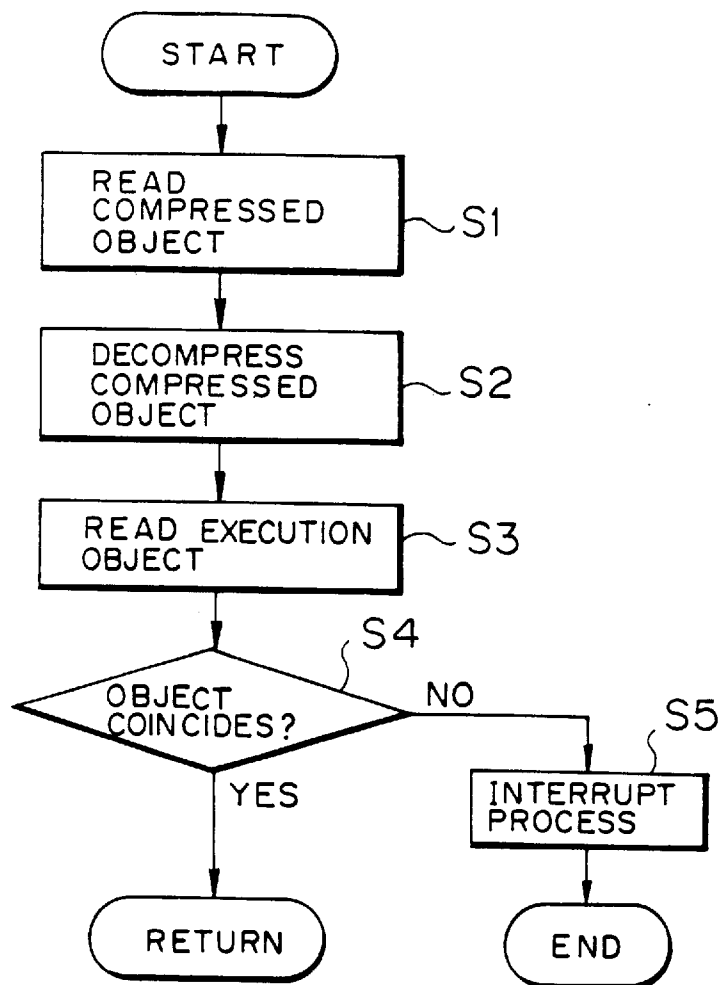 START
READ
COMPRESSED
OBJECT
S1
DECOMPRESS
COMPRESSED
OBJECT
S2
READ EXECUTION
OBJECT
S3
S4
OBJECT
COINCIDES?
NO
YES
S5
INTERRUPT
PROCESS
RETURN
END